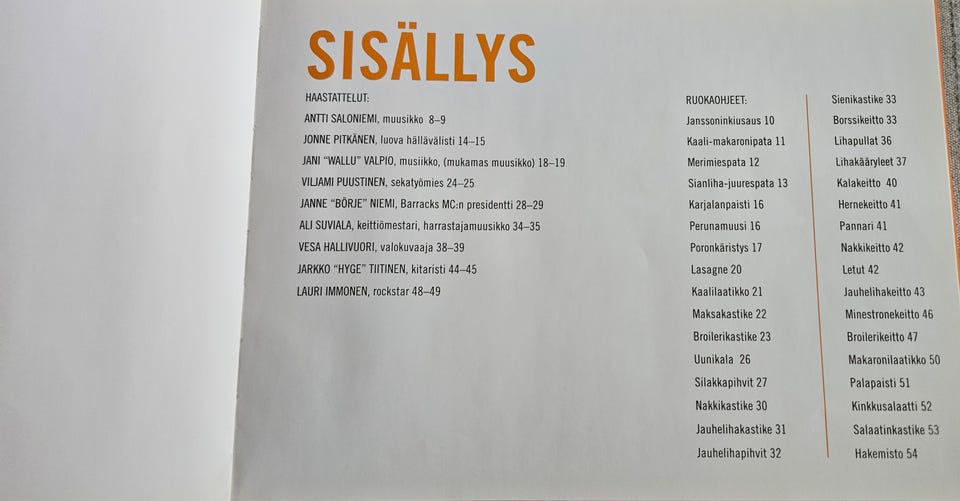 SISÄLLYS
HAASTATTELUT:
ANTTI SALONIEMI, muusikko 8–9
JONNE PITKÄNEN, luova hällävälisti 14–15
JANI “WALLU” VALPIO, musiikko, (mukamas muusikko) 18–19
VILJAMI PUUSTINEN, sekatyömies 24–25
JANNE “BÖRJE” NIEMI, Barracks MC:n presidentti 28–29
ALI SUVIALA, keittiömestari, harrastajamuusikko 34–35
VESA HALLIVUORI, valokuvaaja 38–39
JARKKO “HYGE” TIITINEN, kitaristi 44–45
LAURI IMMONEN, rockstar 48–49
RUOKAOHJEET:
Janssoninkiusaus 10
Kaali-makaronipata 11
Merimiespata 12
Sianliha-juurespata 13
Karjalanpaisti 16
Perunamuusi 16
Poronkäristys 17
Lasagne 20
Kaalilaatikko 21
Maksakastike 22
Broilerikastike 23
Uunikala 26
Silakkapihvit 27
Nakkikastike 30
Jauhelihakastike 31
Jauhelihapihvit 32
Sienikastike 33
Borssikeitto 33
Lihapullat 36
Lihakääryleet 37
Kalakeitto 40
Hernekeitto 41
Pannari 41
Nakkikeitto 42
Letut 42
Jauhelihakeitto 43
Minestronekeitto 46
Broilerikeitto 47
Makaronilaatikko 50
Palapaisti 51
Kinkkusalaatti 52
Salaatinkastike 53
Hakemisto 54